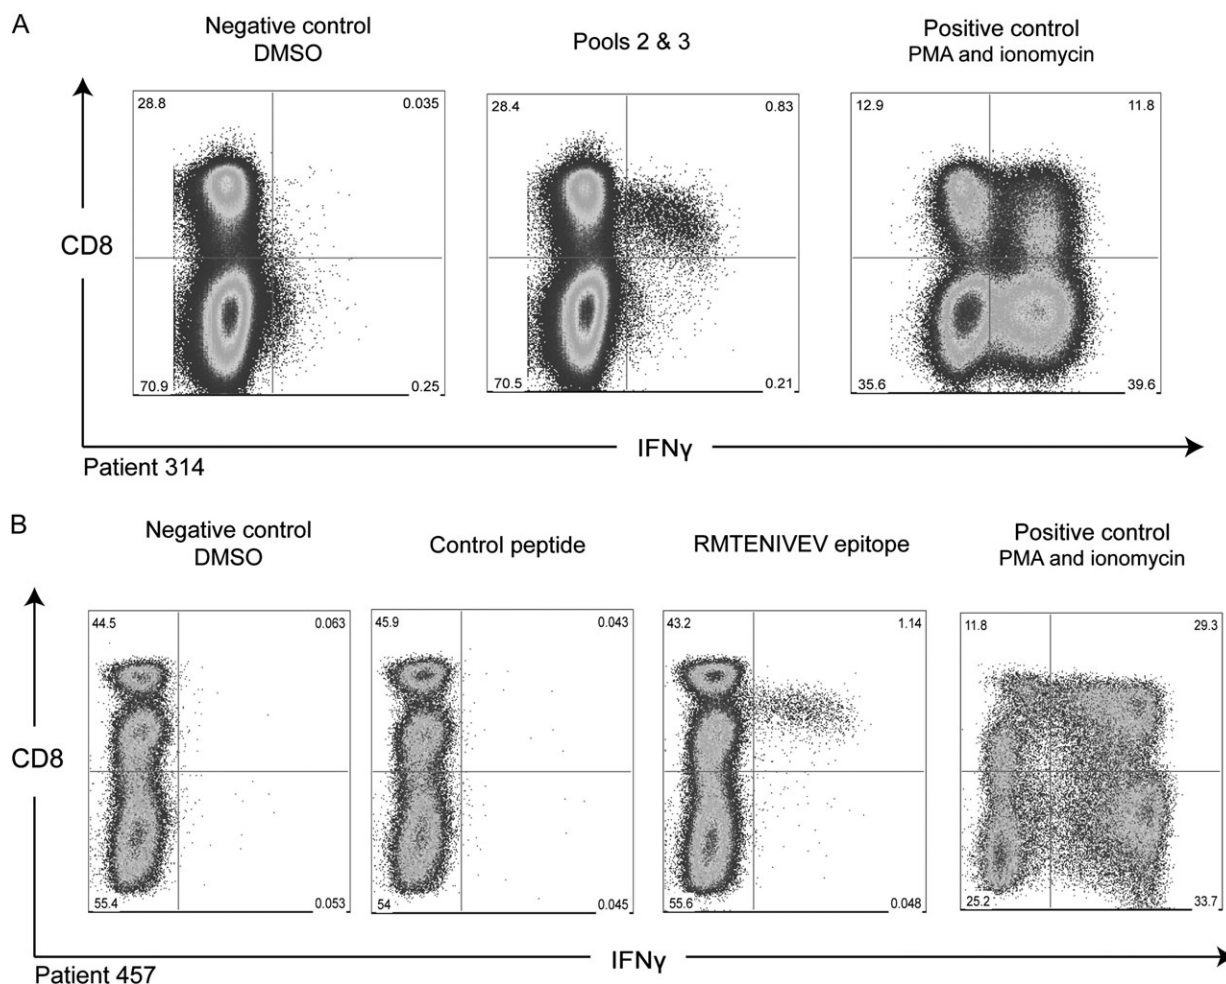 A
Negative control
DMSO
Pools 2 & 3
Positive control
PMA and ionomycin
28.8 0.035
28.4 0.83
12.9 11.8
CD8
70.9 0.25
70.5 0.21
35.6 39.6
IFNγ
Patient 314
B
Negative control
DMSO
Control peptide
RMTENIVEV epitope
Positive control
PMA and ionomycin
44.5 0.063
45.9 0.043
43.2 1.14
11.8 29.3
CD8
55.4 0.053
54 0.045
55.6 0.048
25.2 33.7
IFNγ
Patient 457